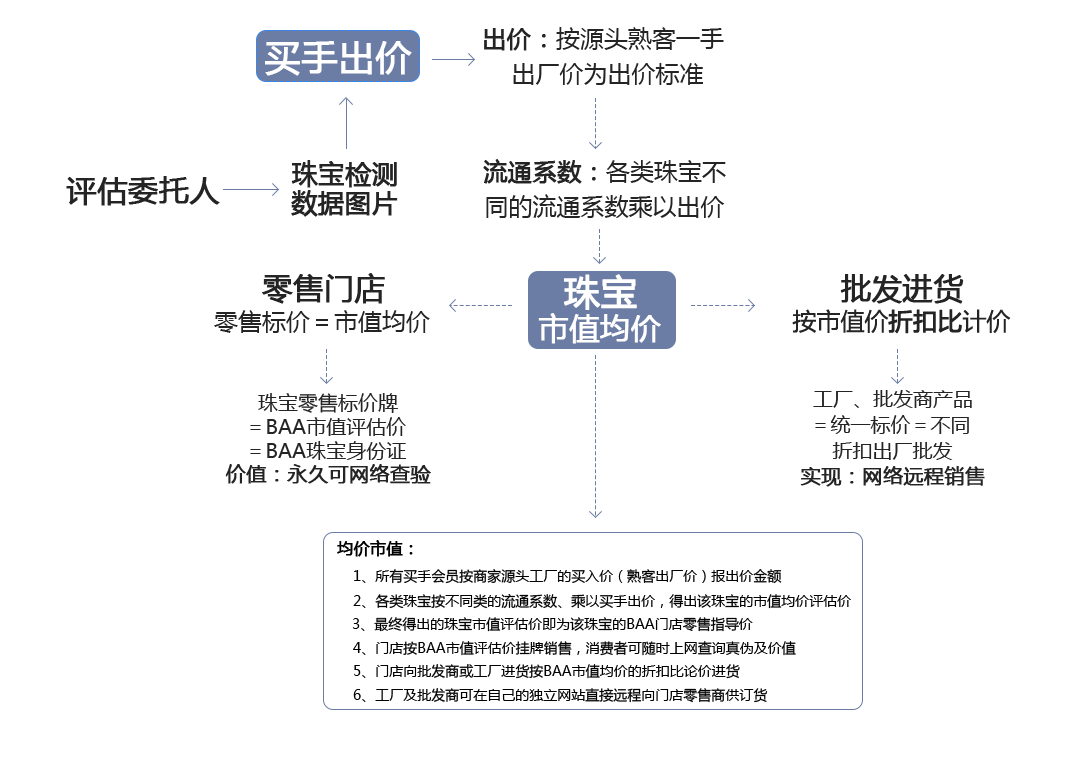 买手出价
出价：按源头熟客一手
出厂价为出价标准
评估委托人
珠宝检测
数据图片
流通系数：各类珠宝不
同的流通系数乘以出价
零售门店
零售标价＝市值均价
珠宝
市值均价
批发进货
按市值价折扣比计价
珠宝零售标价牌
＝BAA市值评估价
＝BAA珠宝身份证
价值：永久可网络查验
工厂、批发商产品
＝统一标价＝不同
折扣出厂批发
实现：网络远程销售
均价市值：
1、所有买手会员按商家源头工厂的买入价（熟客出厂价）报出价金额
2、各类珠宝按不同类的流通系数、乘以买手出价，得出该珠宝的市值均价评估价
3、最终得出的珠宝市值评估价即为该珠宝的BAA门店零售指导价
4、门店按BAA市值评估价挂牌销售，消费者可随时上网查询真伪及价值
5、门店向批发商或工厂进货按BAA市值均价的折扣比论价进货
6、工厂及批发商可在自己的独立网站直接远程向门店零售商供订货